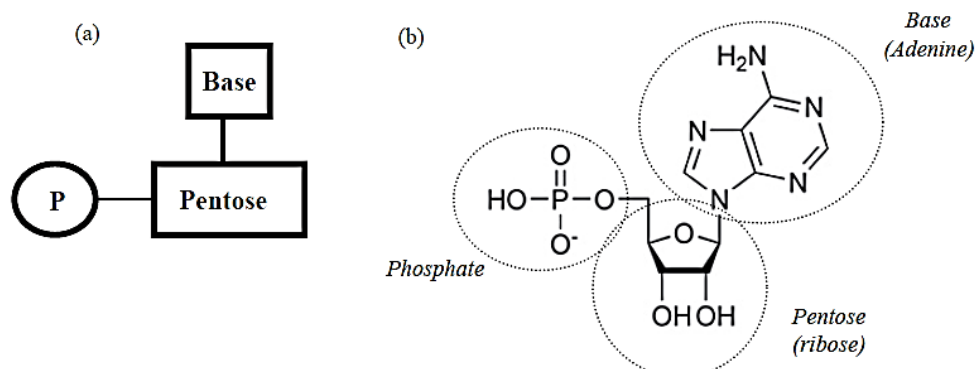 (a)
Base
P
Pentose
(b)
Base
(Adenine)
H₂N
N
N
N
N
O
HO P O
O⁻
O
OH OH
Phosphate
Pentose
(ribose)